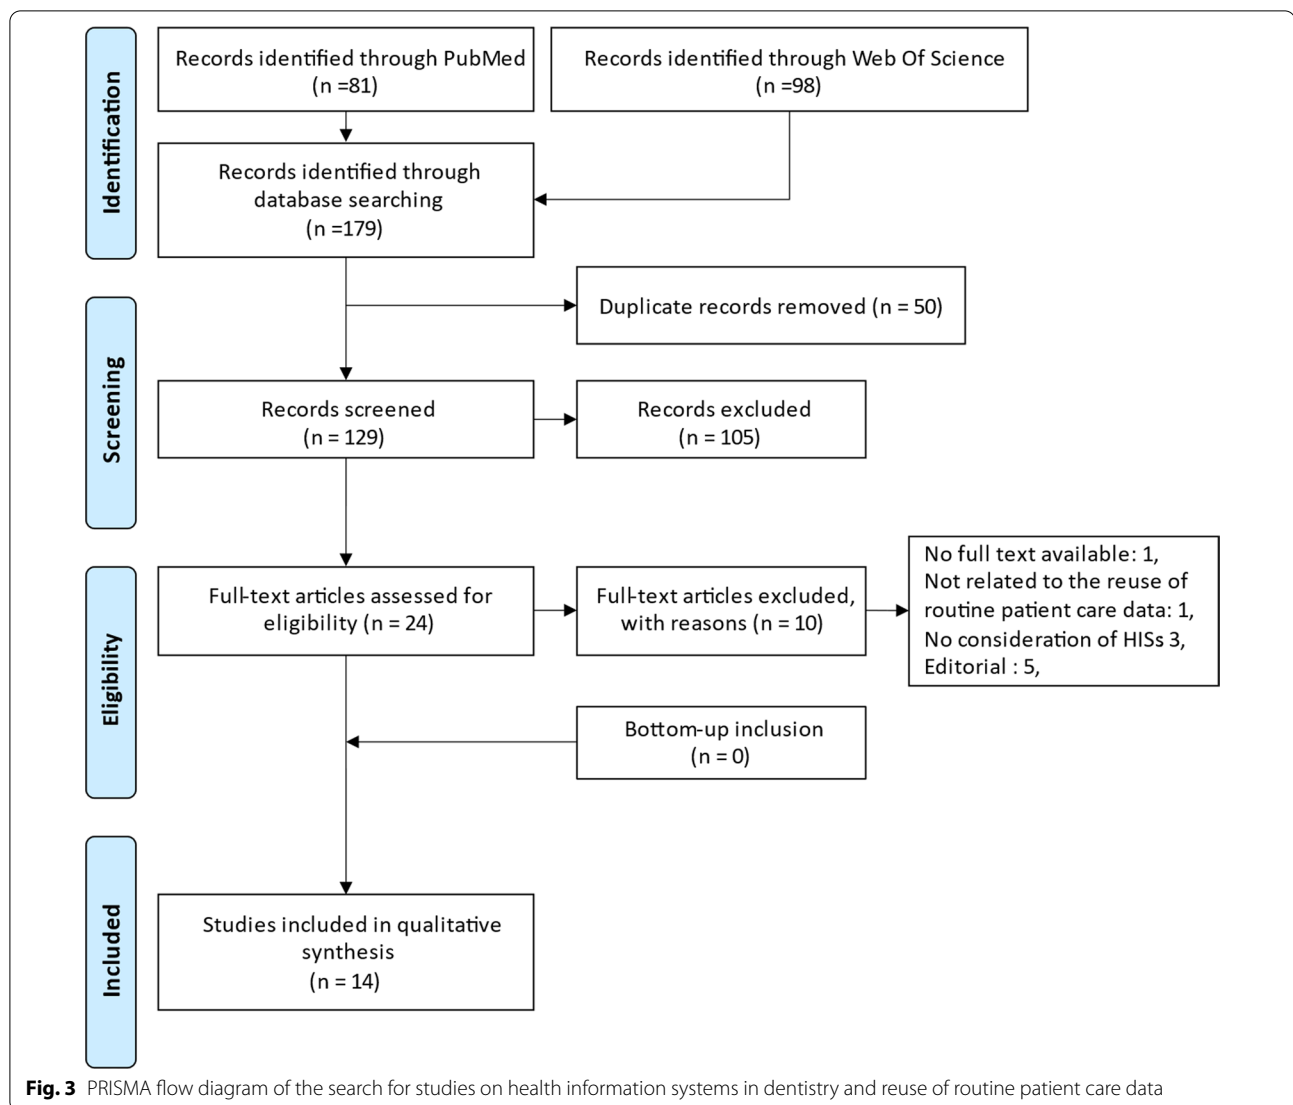 Identification
Records identified through PubMed
(n =81)
Records identified through Web Of Science
(n =98)
Records identified through
database searching
(n =179)
Duplicate records removed (n = 50)
Screening
Records screened
(n = 129)
Records excluded
(n = 105)
Eligibility
Full-text articles assessed for
eligibility (n = 24)
Full-text articles excluded,
with reasons (n = 10)
No full text available: 1,
Not related to the reuse of
routine patient care data: 1,
No consideration of HISs 3,
Editorial : 5,
Bottom-up inclusion
(n = 0)
Included
Studies included in qualitative
synthesis
(n = 14)
Fig. 3 PRISMA flow diagram of the search for studies on health information systems in dentistry and reuse of routine patient care data